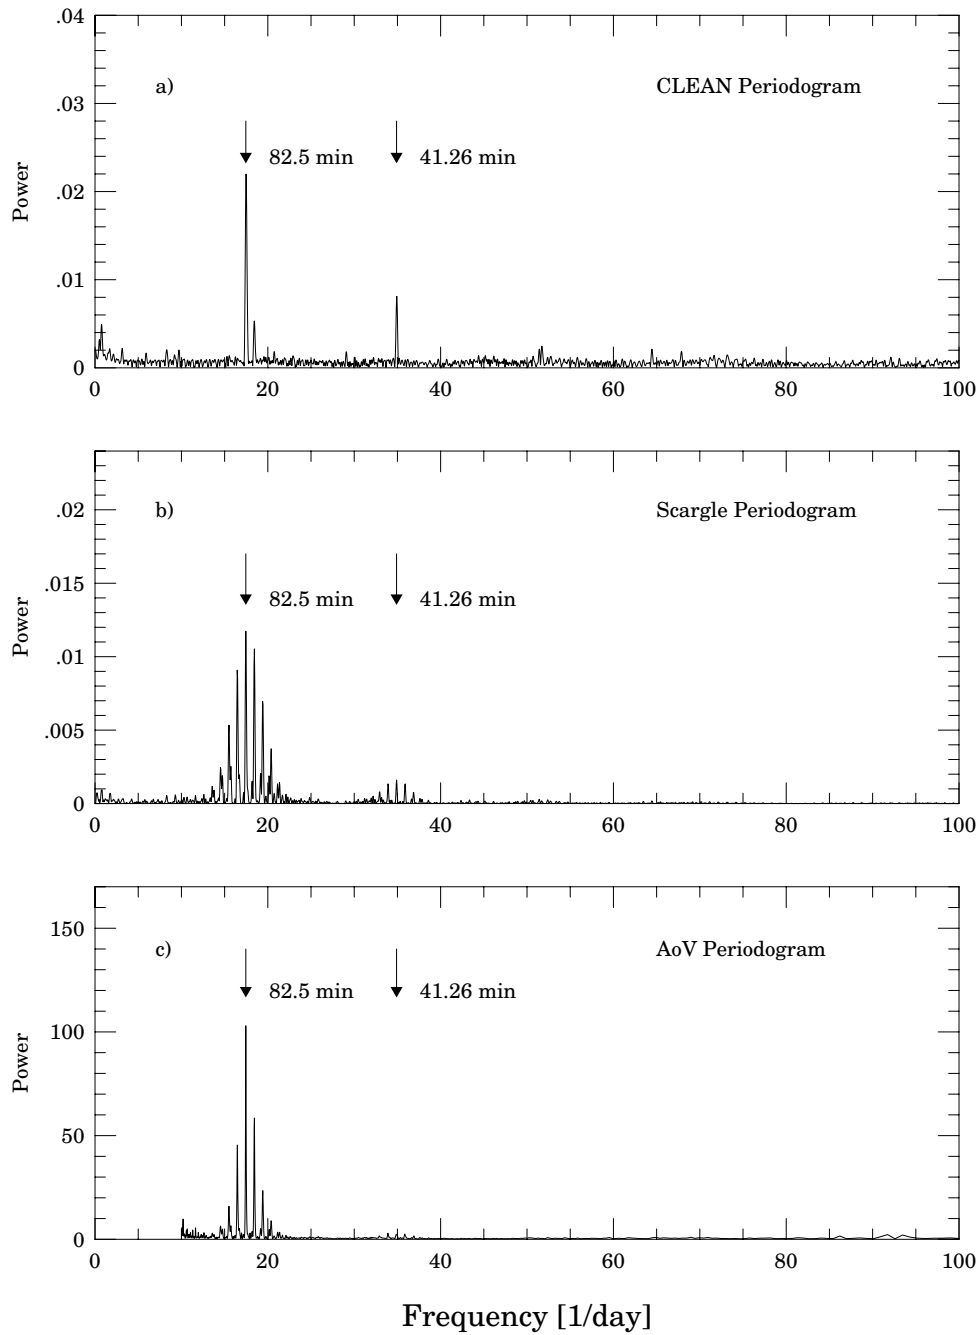 .04
a) CLEAN Periodogram
.03
82.5 min 41.26 min
Power
.02
.01
0
0 20 40 60 80 100
.02
b) Scargle Periodogram
.015
82.5 min 41.26 min
Power
.01
.005
0
0 20 40 60 80 100
150
c) AoV Periodogram
82.5 min 41.26 min
100
Power
50
0
0 20 40 60 80 100
Frequency [1/day]